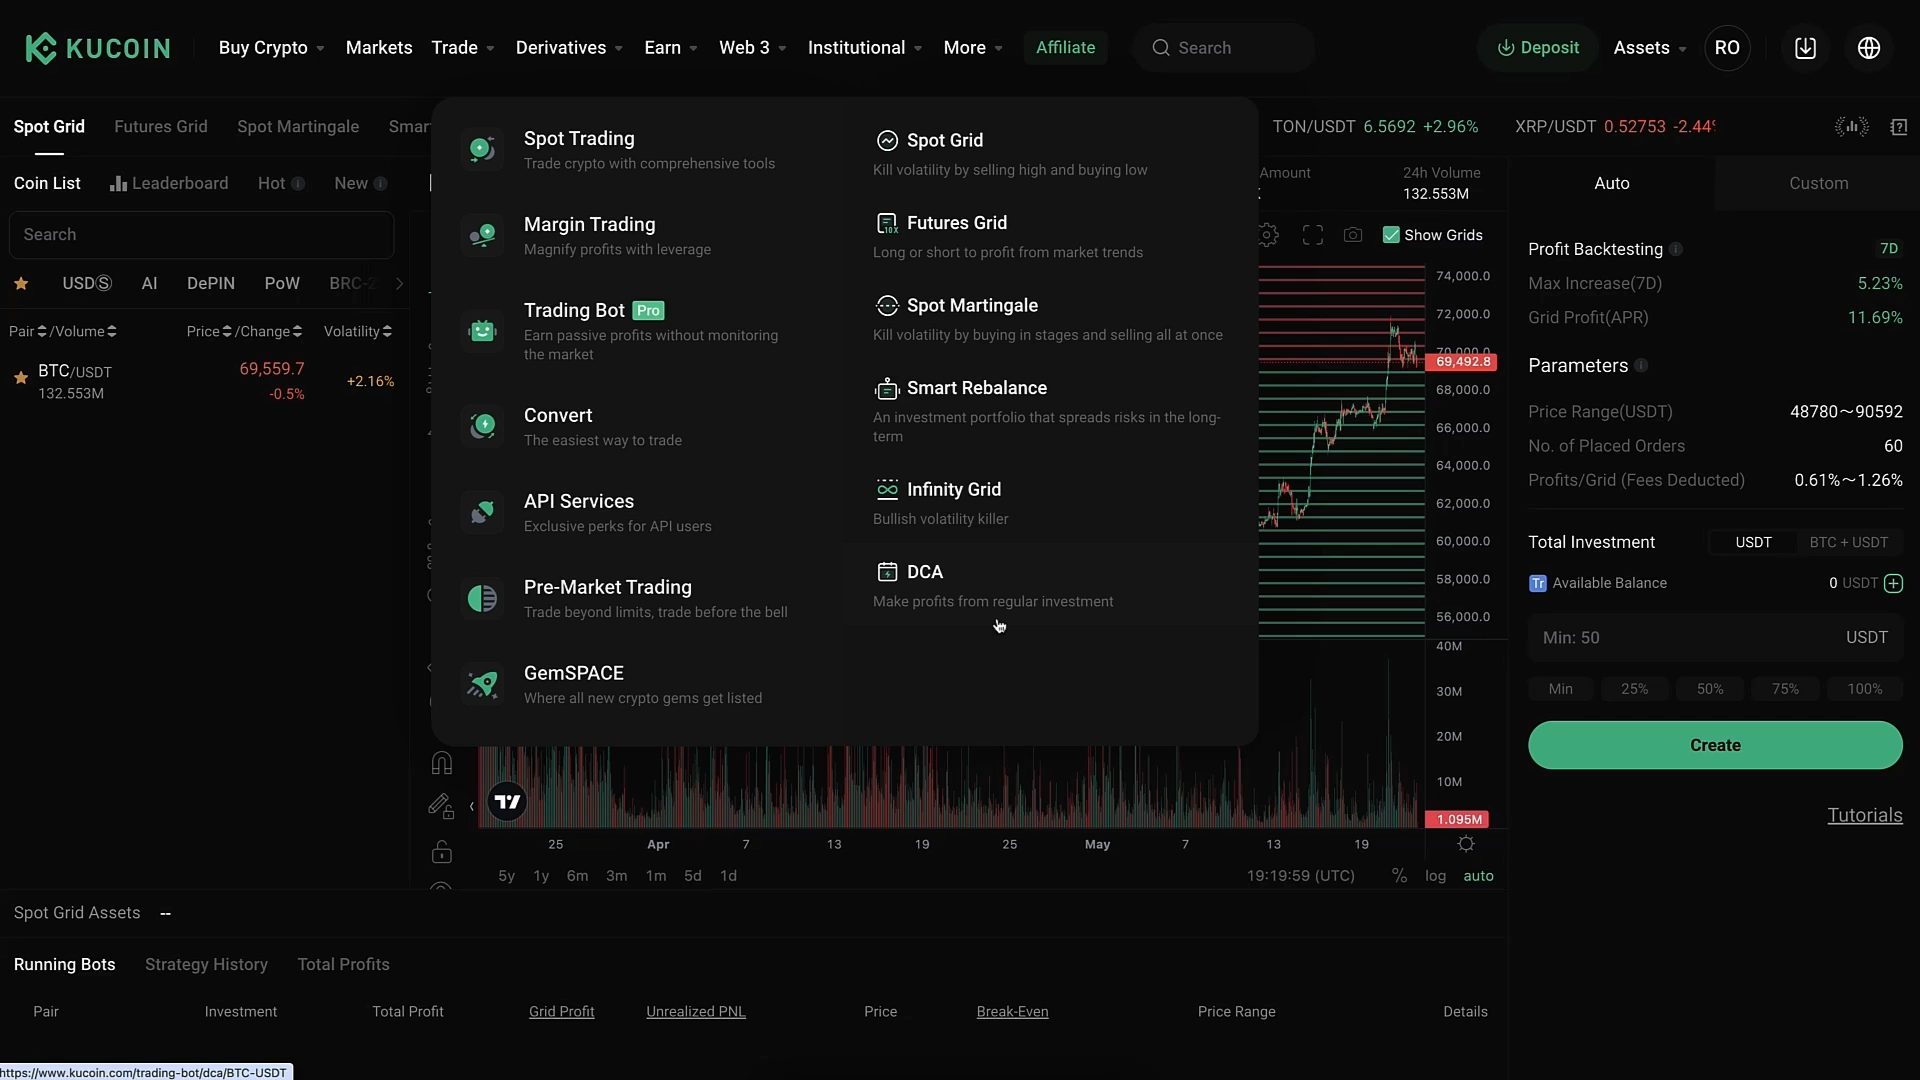 KUCOIN
Buy Crypto Markets Trade Derivatives Earn Web 3 Institutional More Affiliate Search Deposit Assets RO
Spot Grid Futures Grid Spot Martingale Smar
TON/USDT 6.5692 +2.96% XRP/USDT 0.52753 -2.44%
Coin List Leaderboard Hot New
Search
USDⓈ AI DePIN PoW BRC-2
Pair /Volume Price /Change Volatility
BTC/USDT 69,559.7 +2.16%
132.553M -0.5%
Spot Trading
Trade crypto with comprehensive tools
Margin Trading
Magnify profits with leverage
Trading Bot Pro
Earn passive profits without monitoring
the market
Convert
The easiest way to trade
API Services
Exclusive perks for API users
Pre-Market Trading
Trade beyond limits, trade before the bell
GemSPACE
Where all new crypto gems get listed
Spot Grid
Kill volatility by selling high and buying low
10X
Futures Grid
Long or short to profit from market trends
Spot Martingale
Kill volatility by buying in stages and selling all at once
Smart Rebalance
An investment portfolio that spreads risks in the long-
term
Infinity Grid
Bullish volatility killer
DCA
Make profits from regular investment
Amount 24h Volume
132.553M
Show Grids
74,000.0
72,000.0
70,000.0
69,492.8
68,000.0
66,000.0
64,000.0
62,000.0
60,000.0
58,000.0
56,000.0
40M
30M
20M
10M
1.095M
25 Apr 7 13 19 25 May 7 13 19
5y 1y 6m 3m 1m 5d 1d 19:19:59 (UTC) % log auto
Auto Custom
Profit Backtesting 7D
Max Increase(7D) 5.23%
Grid Profit(APR) 11.69%
Parameters
Price Range(USDT) 48780~90592
No. of Placed Orders 60
Profits/Grid (Fees Deducted) 0.61%~1.26%
Total Investment USDT BTC + USDT
Tr Available Balance 0 USDT
Min: 50 USDT
Min 25% 50% 75% 100%
Create
Tutorials
Spot Grid Assets --
Running Bots Strategy History Total Profits
Pair Investment Total Profit Grid Profit Unrealized PNL Price Break-Even Price Range Details
https://www.kucoin.com/trading-bot/dca/BTC-USDT